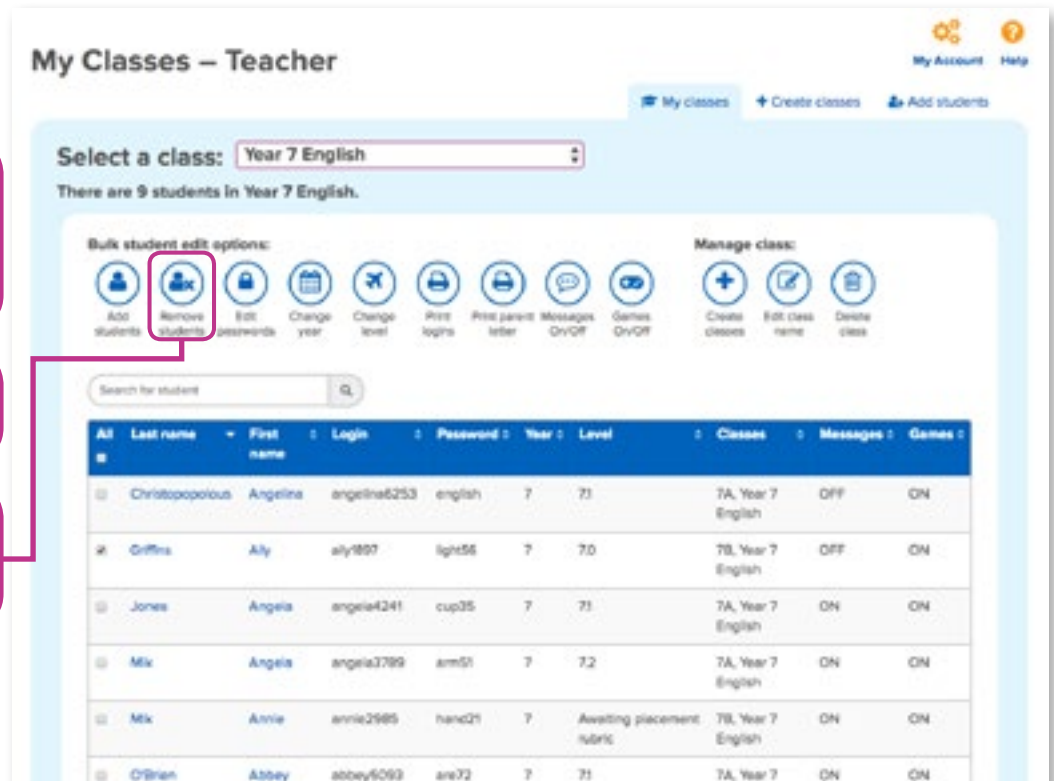 My Classes – Teacher
My Account Help
My classes + Create classes Add students
Select a class: Year 7 English
There are 9 students in Year 7 English.
Bulk student edit options: Manage class:
Add students Remove students Edit passwords Change year Change level Print logins Print parent letter Messages On/Off Games On/Off Create classes Edit class name Delete class
Search for student
All Last name First name Login Password Year Level Classes Messages Games
Christopopolous Angelina angelina6253 english 7 7.1 7A, Year 7 English OFF ON
Griffins Ally ally1897 light56 7 7.0 7B, Year 7 English OFF ON
Jones Angela angela4241 cup35 7 7.1 7A, Year 7 English ON ON
Mik Angela angela3789 arm51 7 7.2 7A, Year 7 English ON ON
Mik Annie annie2985 hand21 7 Awaiting placement rubric 7B, Year 7 English ON ON
O'Brien Abbey abbey6093 are72 7 7.1 7A, Year 7 ON ON